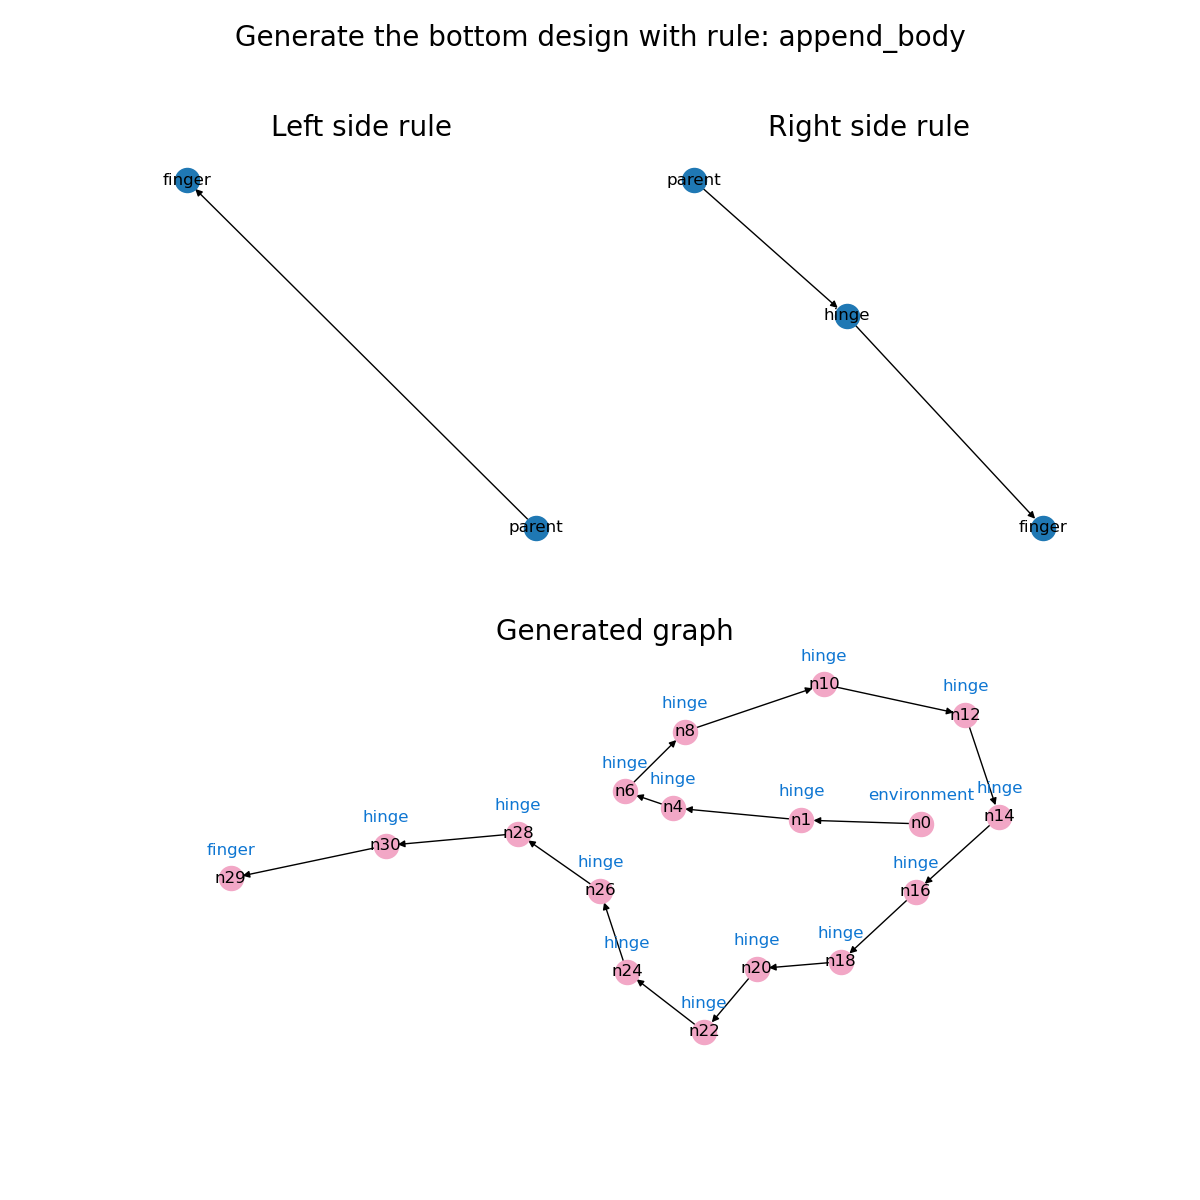 Generate the bottom design with rule: append_body
Left side rule
Right side rule
finger
parent
hinge
parent
finger
Generated graph
hinge
n10
hinge
n12
hinge
n8
hinge
n6
hinge
n4
hinge
n1
environment
n0
hinge
n14
hinge
n28
hinge
n30
finger
n29
hinge
n26
hinge
n16
hinge
n18
hinge
n20
hinge
n24
hinge
n22